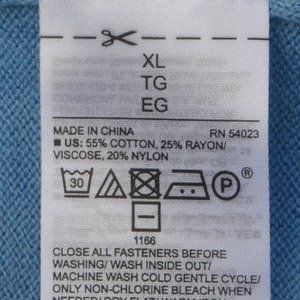 XL
TG
EG
MADE IN CHINA RN 54023
■ US: 55% COTTON, 25% RAYON/
VISCOSE, 20% NYLON
30 P ®
1166
CLOSE ALL FASTENERS BEFORE
WASHING/ WASH INSIDE OUT/
MACHINE WASH COLD GENTLE CYCLE/
ONLY NON-CHLORINE BLEACH WHEN